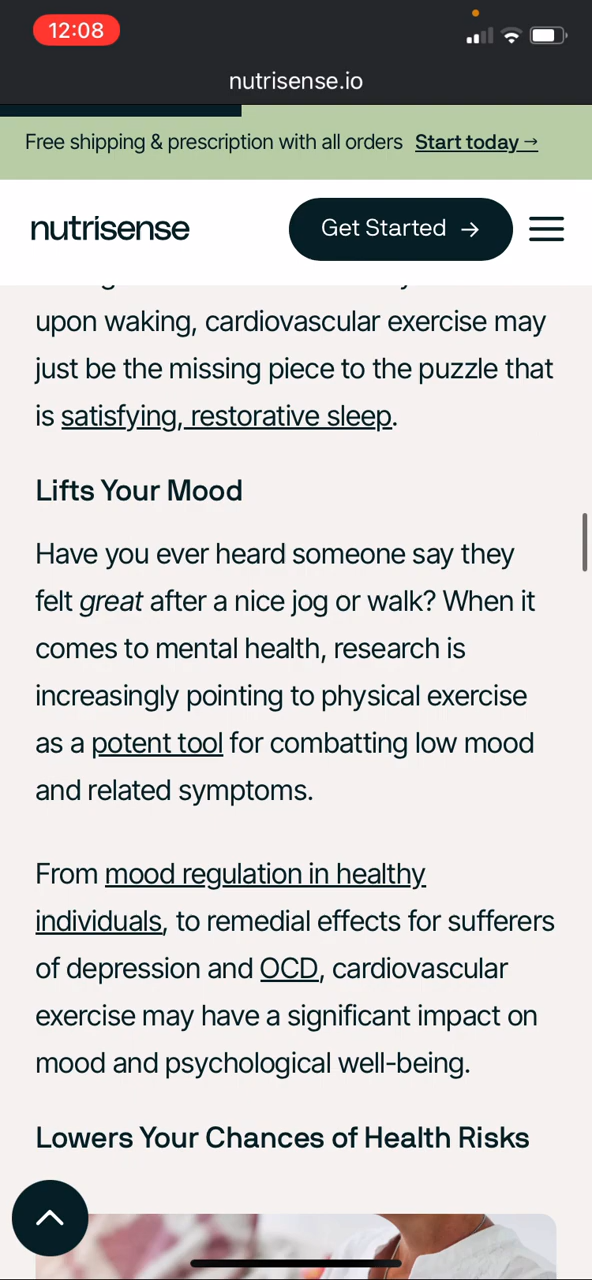 12:08
nutrisense.io
Free shipping & prescription with all orders Start today →
nutrisense
Get Started →
upon waking, cardiovascular exercise may
just be the missing piece to the puzzle that
is satisfying, restorative sleep.
Lifts Your Mood
Have you ever heard someone say they
felt great after a nice jog or walk? When it
comes to mental health, research is
increasingly pointing to physical exercise
as a potent tool for combatting low mood
and related symptoms.
From mood regulation in healthy
individuals, to remedial effects for sufferers
of depression and OCD, cardiovascular
exercise may have a significant impact on
mood and psychological well-being.
Lowers Your Chances of Health Risks